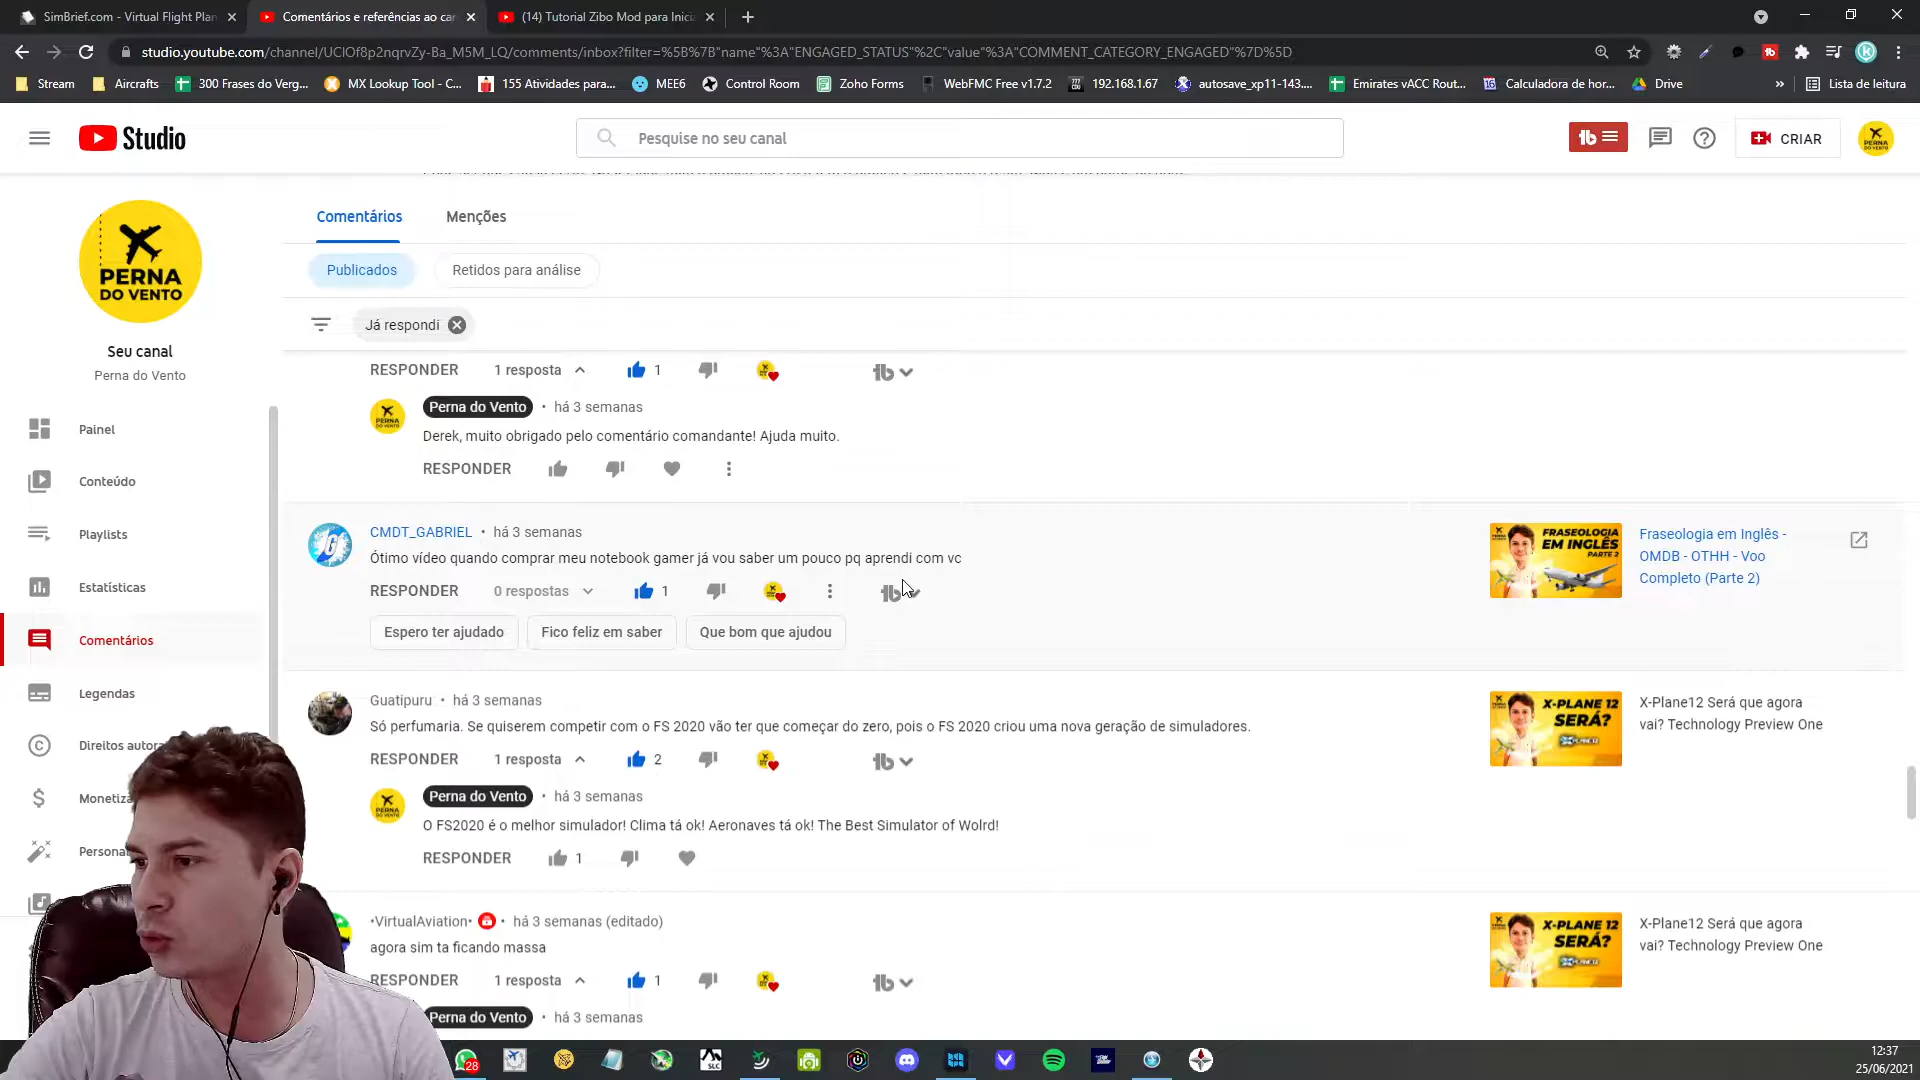 SimBrief.com - Virtual Flight Plan
Comentários e referências ao car
(14) Tutorial Zibo Mod para Inicia
studio.youtube.com/channel/UClOf8p2nqrvZy-Ba_M5M_LQ/comments/inbox?filter=%5B%7B"name"%3A"ENGAGED_STATUS"%2C"value"%3A"COMMENT_CATEGORY_ENGAGED"%7D%5D
Stream
Aircrafts
300 Frases do Verg...
MX Lookup Tool - C...
155 Atividades para...
MEE6
Control Room
Zoho Forms
WebFMC Free v1.7.2
192.168.1.67
autosave_xp11-143....
Emirates vACC Rout...
Calculadora de hor...
Drive
»
Lista de leitura
Studio
Pesquise no seu canal
CRIAR
PERNA
DO VENTO
Seu canal
Perna do Vento
Painel
Conteúdo
Playlists
Estatísticas
Comentários
Legendas
Direitos autora
Monetiza
Persona
Comentários
Menções
Publicados
Retidos para análise
Já respondi
RESPONDER 1 resposta 1
Perna do Vento • há 3 semanas
Derek, muito obrigado pelo comentário comandante! Ajuda muito.
RESPONDER
CMDT_GABRIEL • há 3 semanas
Ótimo vídeo quando comprar meu notebook gamer já vou saber um pouco pq aprendi com vc
RESPONDER 0 respostas 1
Espero ter ajudado
Fico feliz em saber
Que bom que ajudou
FRASEOLOGIA
EM INGLÊS
PARTE 2
Fraseologia em Inglês -
OMDB - OTHH - Voo
Completo (Parte 2)
Guatipuru • há 3 semanas
Só perfumaria. Se quiserem competir com o FS 2020 vão ter que começar do zero, pois o FS 2020 criou uma nova geração de simuladores.
RESPONDER 1 resposta 2
Perna do Vento • há 3 semanas
O FS2020 é o melhor simulador! Clima tá ok! Aeronaves tá ok! The Best Simulator of Wolrd!
RESPONDER 1
X-PLANE 12
SERÁ?
X-Plane12 Será que agora
vai? Technology Preview One
•VirtualAviation• • há 3 semanas (editado)
agora sim ta ficando massa
RESPONDER 1 resposta 1
Perna do Vento • há 3 semanas
X-PLANE 12
SERÁ?
X-Plane12 Será que agora
vai? Technology Preview One
28
SLC
12:37
25/06/2021